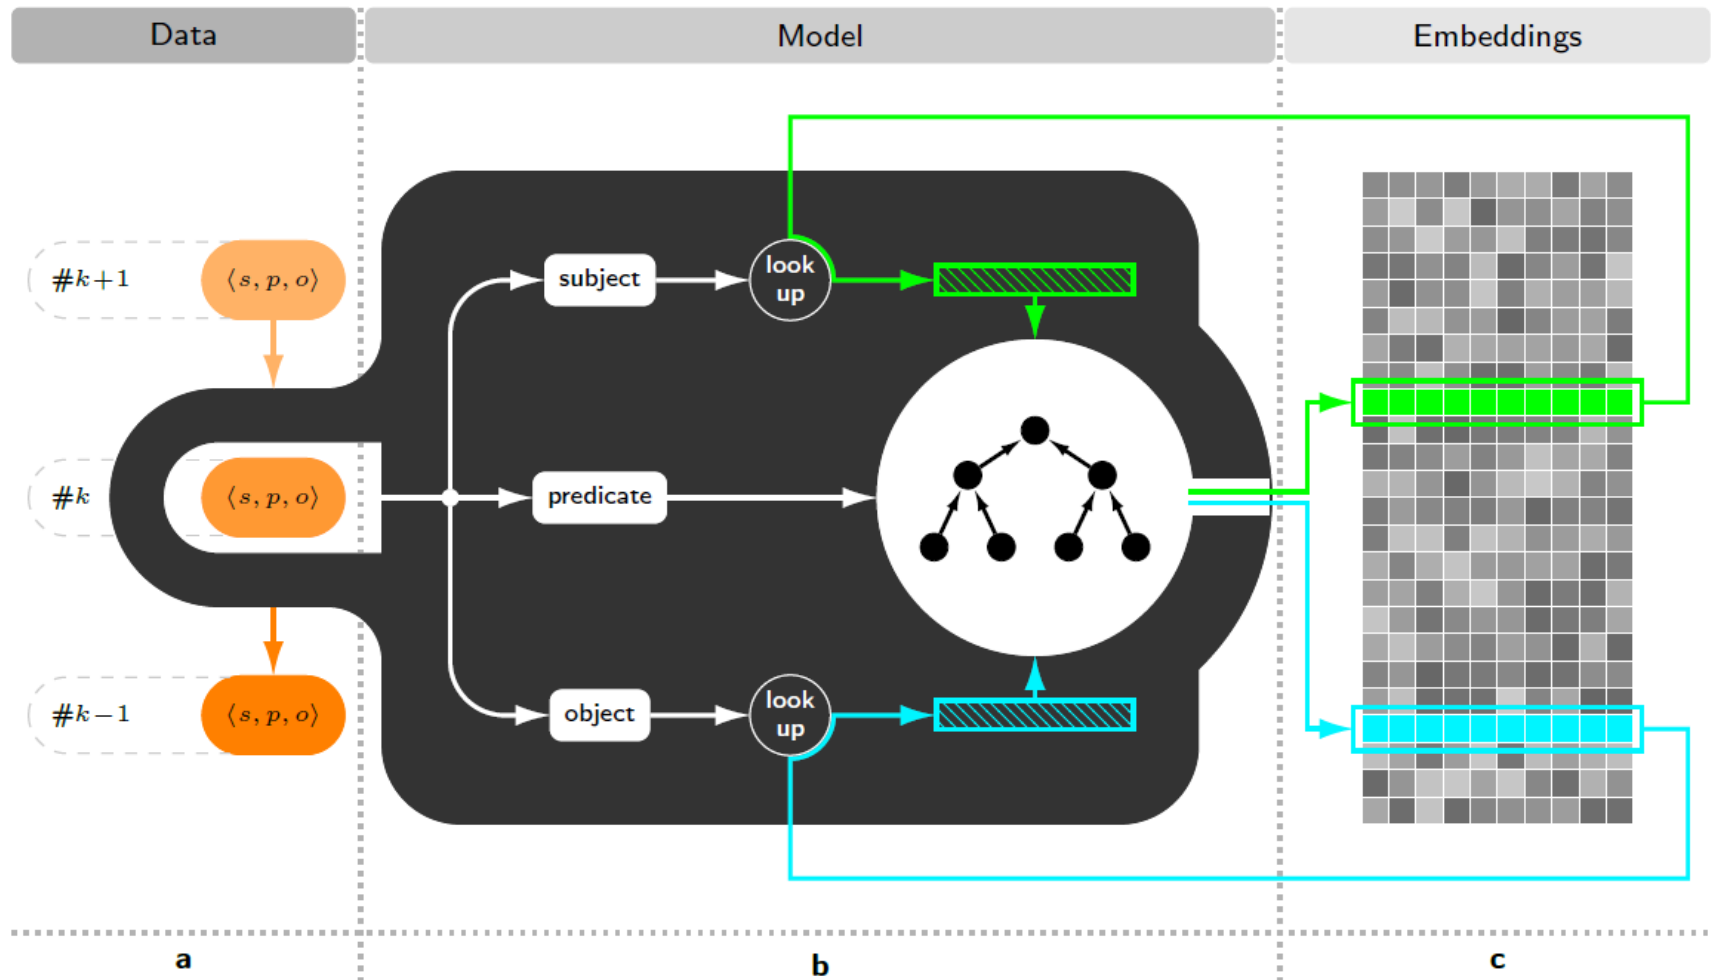 Data
Model
Embeddings
#k+1
⟨s, p, o⟩
subject
look
up
#k
⟨s, p, o⟩
predicate
#k−1
⟨s, p, o⟩
object
look
up
a
b
c